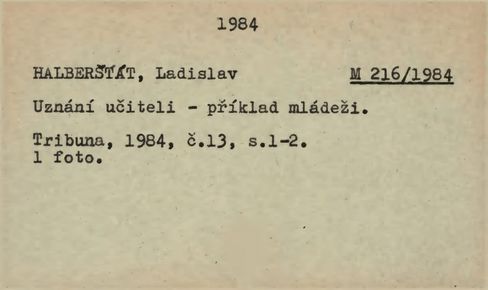 1984
HALBERŠTÁT, Ladislav M 216/1984
Uznání učiteli - příklad mládeži.
Tribuna, 1984, č.13, s.1-2.
1 foto.